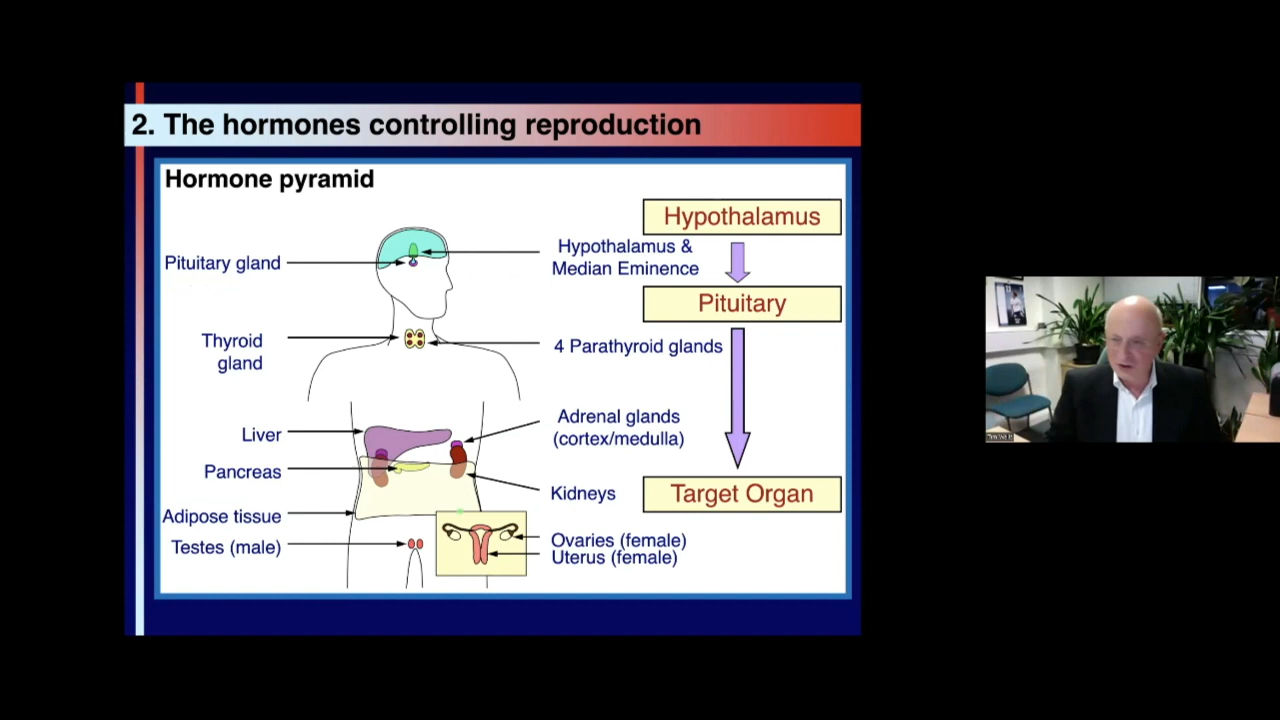 2. The hormones controlling reproduction
Hormone pyramid
Pituitary gland
Thyroid
gland
Liver
Pancreas
Adipose tissue
Testes (male)
Hypothalamus &
Median Eminence
4 Parathyroid glands
Adrenal glands
(cortex/medulla)
Kidneys
Ovaries (female)
Uterus (female)
Hypothalamus
Pituitary
Target Organ